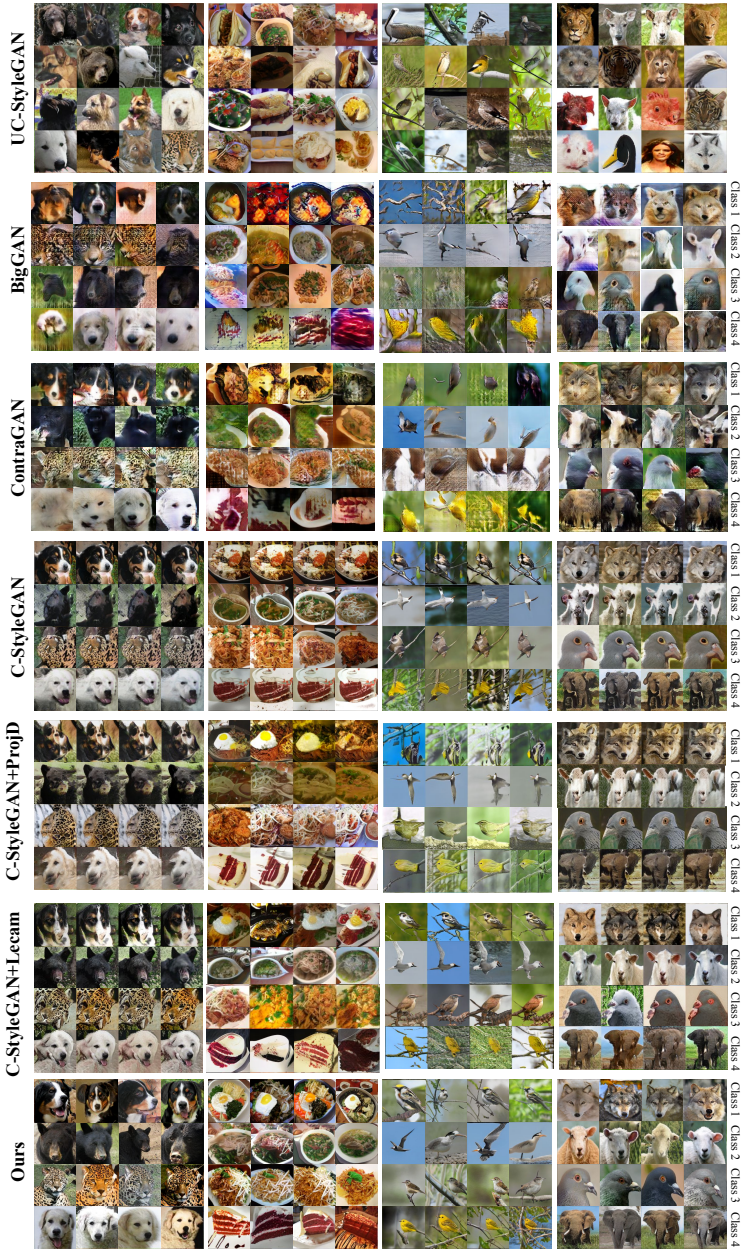 UC-StyleGAN
BigGAN
Class 1
Class 2
Class 3
Class 4
ContraGAN
Class 1
Class 2
Class 3
Class 4
C-StyleGAN
Class 1
Class 2
Class 3
Class 4
C-StyleGAN+ProjD
Class 1
Class 2
Class 3
Class 4
C-StyleGAN+Lecam
Class 1
Class 2
Class 3
Class 4
Ours
Class 1
Class 2
Class 3
Class 4